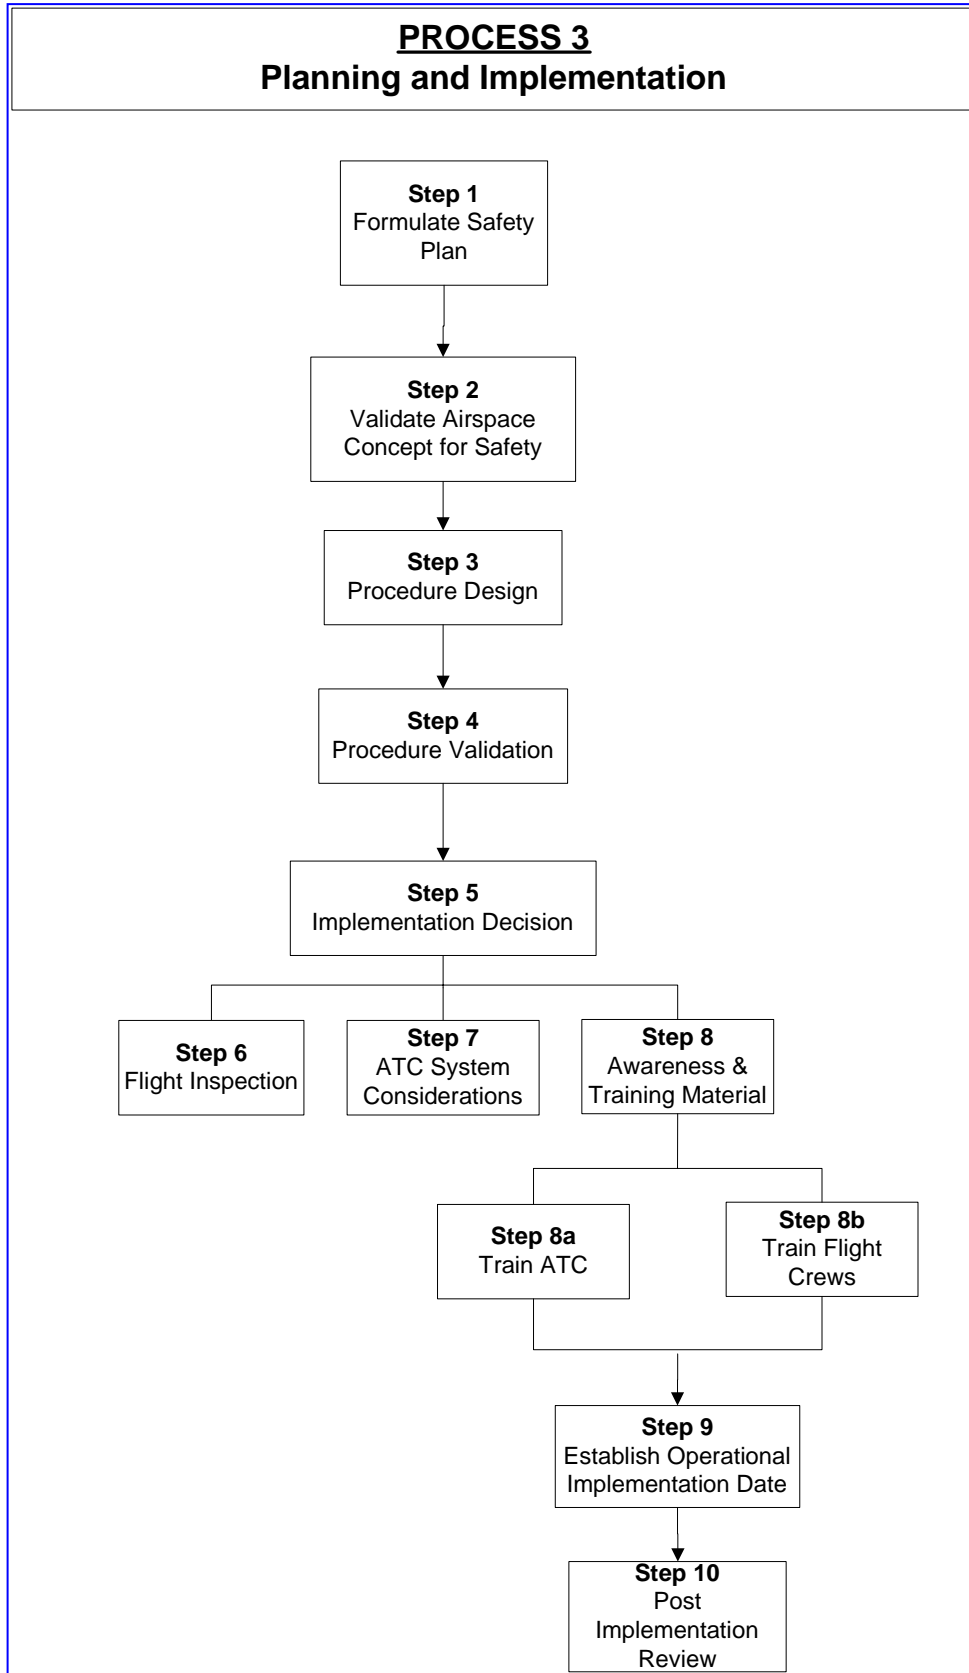 PROCESS 3
Planning and Implementation
Step 1
Formulate Safety
Plan
Step 2
Validate Airspace
Concept for Safety
Step 3
Procedure Design
Step 4
Procedure Validation
Step 5
Implementation Decision
Step 6
Flight Inspection
Step 7
ATC System
Considerations
Step 8
Awareness &
Training Material
Step 8a
Train ATC
Step 8b
Train Flight
Crews
Step 9
Establish Operational
Implementation Date
Step 10
Post
Implementation
Review